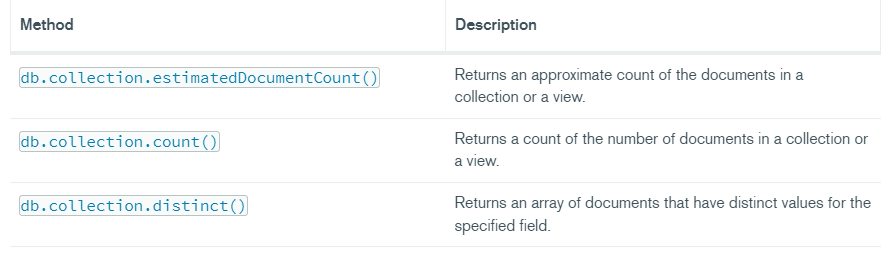 Method Description
db.collection.estimatedDocumentCount() Returns an approximate count of the documents in a
collection or a view.
db.collection.count() Returns a count of the number of documents in a collection or
a view.
db.collection.distinct() Returns an array of documents that have distinct values for the
specified field.